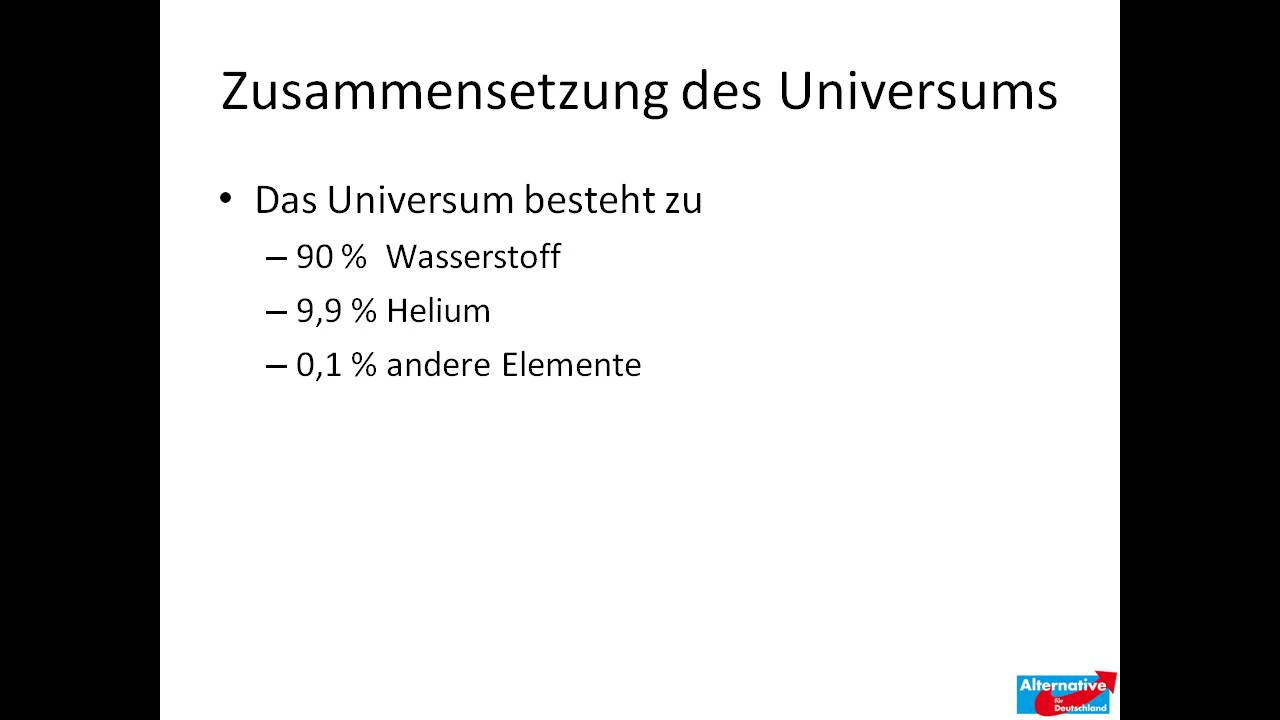 Zusammensetzung des Universums
• Das Universum besteht zu
– 90 % Wasserstoff
– 9,9 % Helium
– 0,1 % andere Elemente
Alternative
für
Deutschland